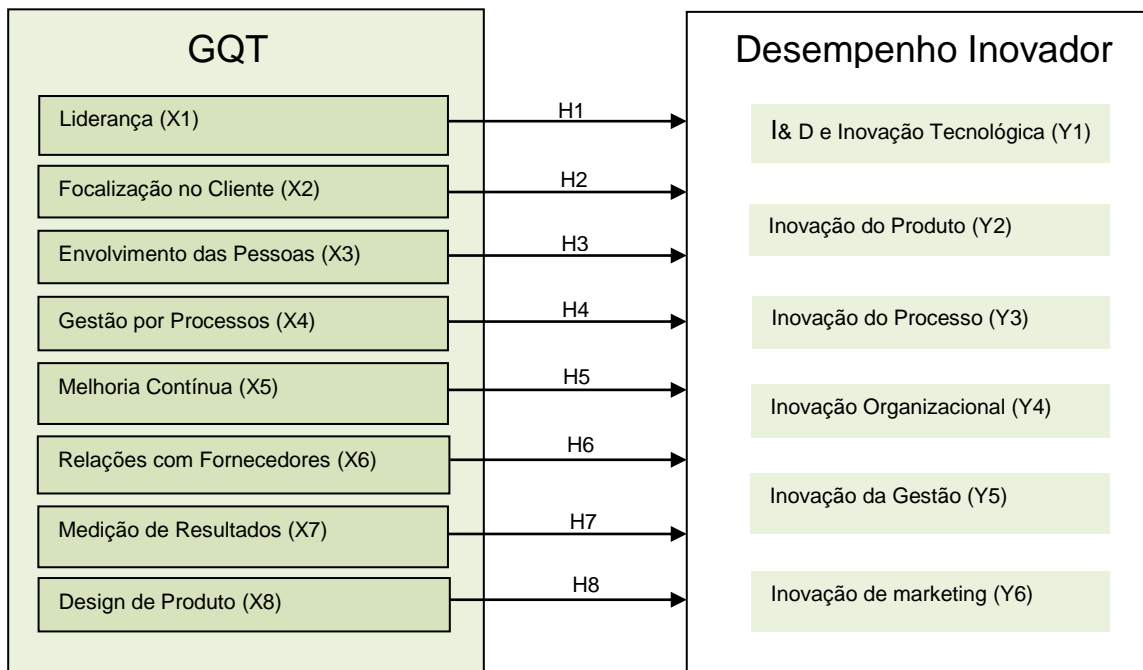 GQT
Liderança (X1)
Focalização no Cliente (X2)
Envolvimento das Pessoas (X3)
Gestão por Processos (X4)
Melhoria Contínua (X5)
Relações com Fornecedores (X6)
Medição de Resultados (X7)
Design de Produto (X8)
H1
H2
H3
H4
H5
H6
H7
H8
Desempenho Inovador
I& D e Inovação Tecnológica (Y1)
Inovação do Produto (Y2)
Inovação do Processo (Y3)
Inovação Organizacional (Y4)
Inovação da Gestão (Y5)
Inovação de marketing (Y6)